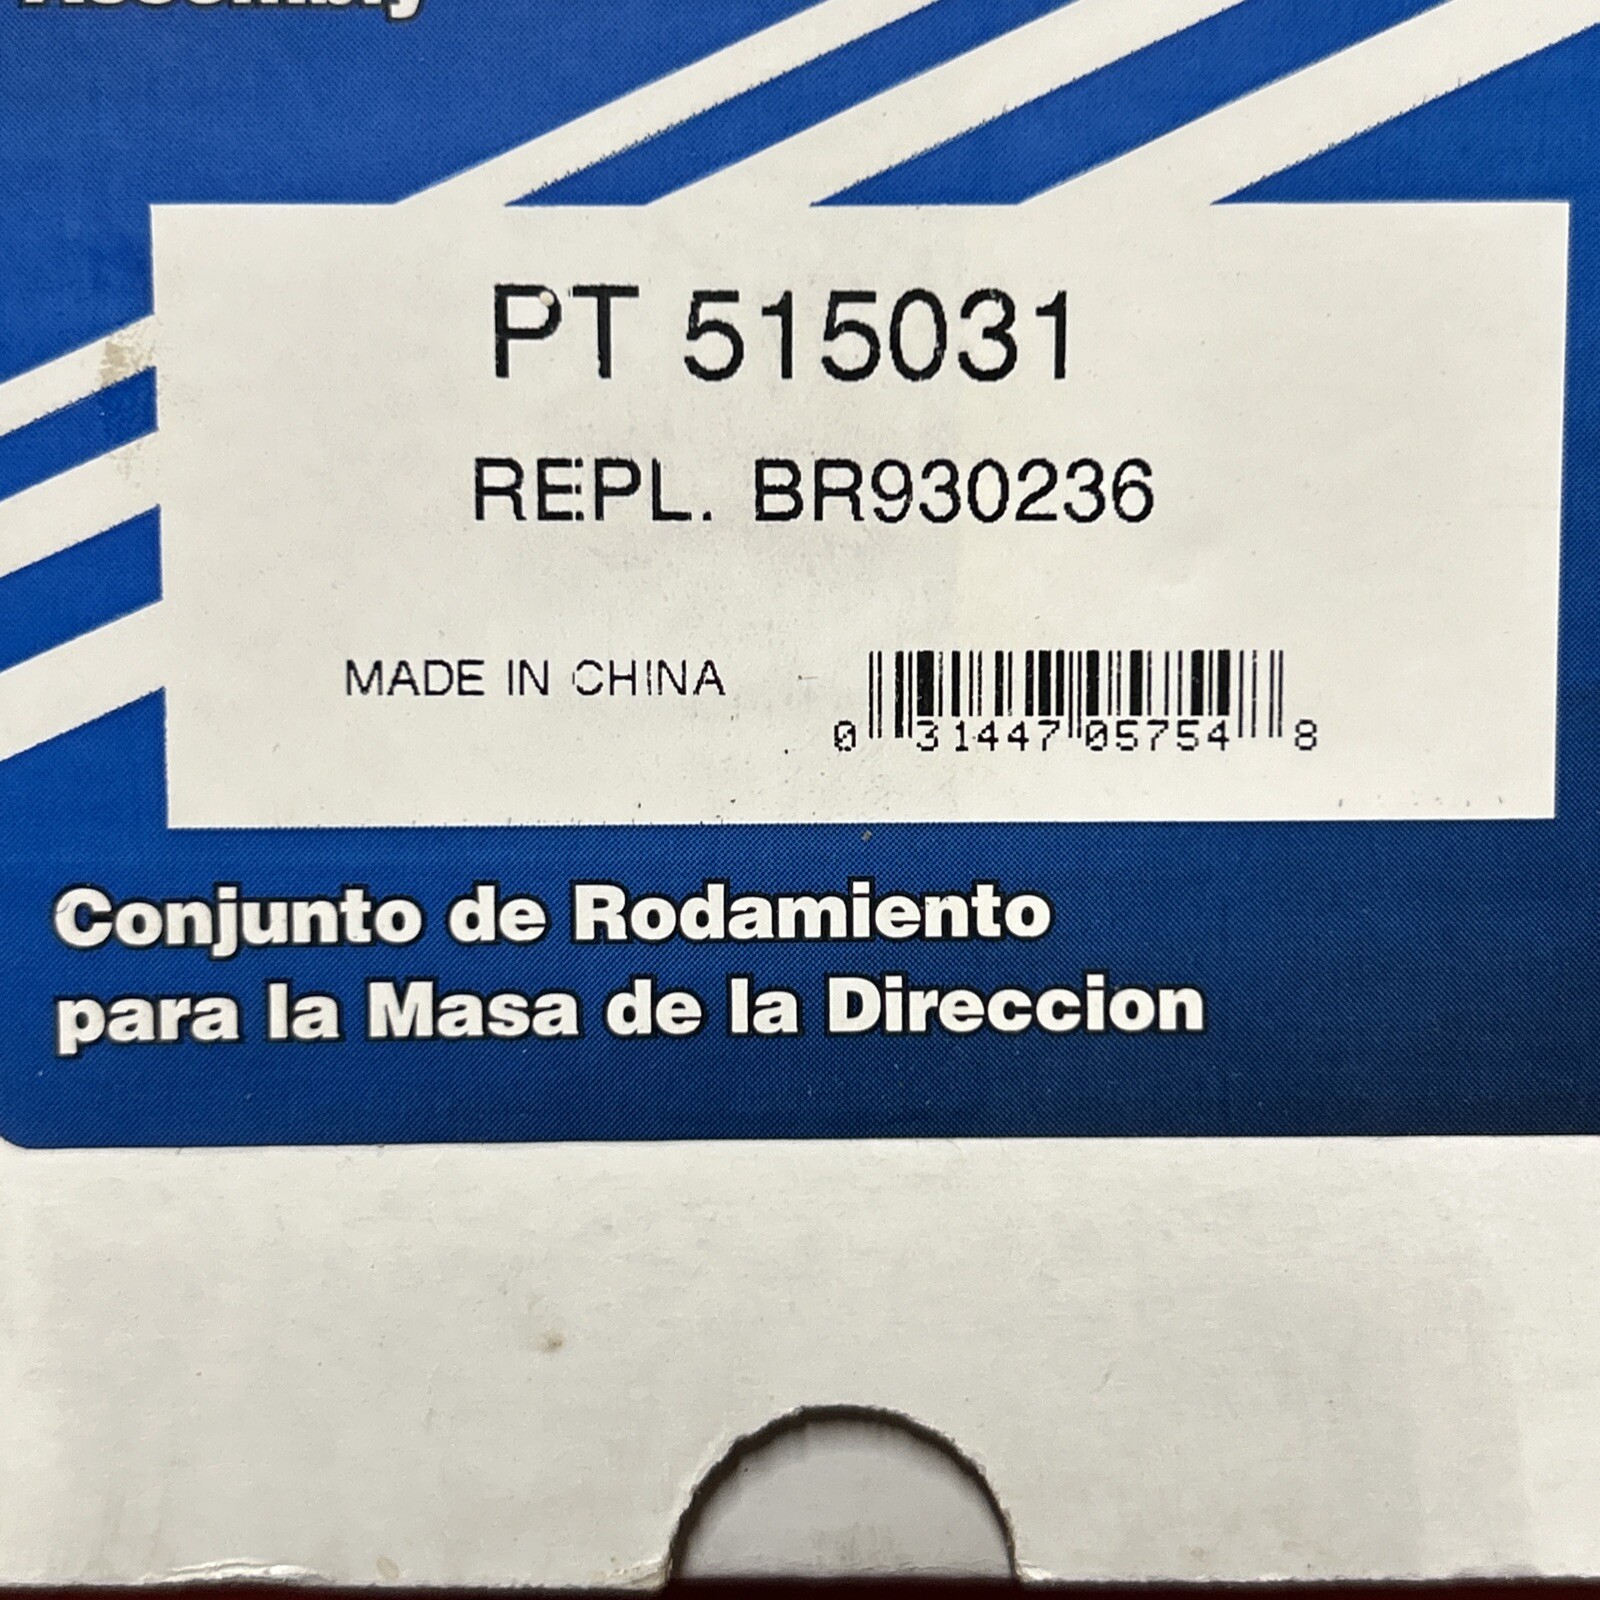 Assembly
PT 515031
REPL. BR930236
MADE IN CHINA
0 31447 05754 8
Conjunto de Rodamiento
para la Masa de la Direccion